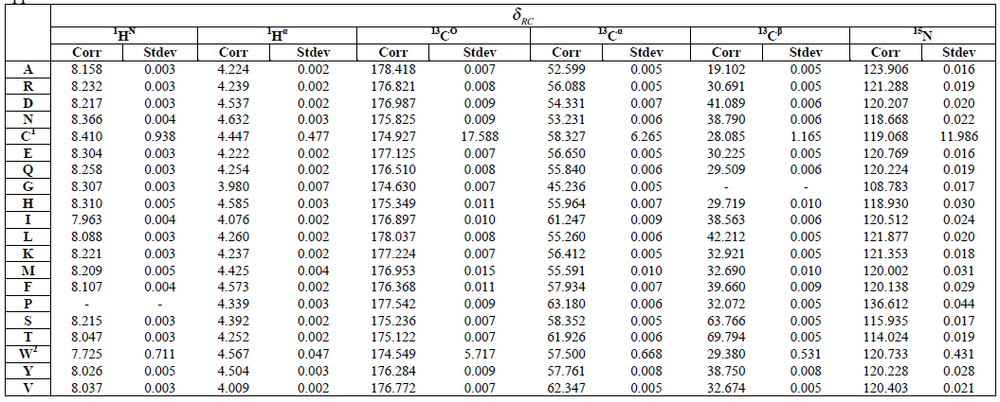 δRC
¹Hᴺ ¹Hᵅ ¹³Cᴼ ¹³Cᵅ ¹³Cᵝ ¹⁵N
Corr Stdev Corr Stdev Corr Stdev Corr Stdev Corr Stdev Corr Stdev
A 8.158 0.003 4.224 0.002 178.418 0.007 52.599 0.005 19.102 0.005 123.906 0.016
R 8.232 0.003 4.239 0.002 176.821 0.008 56.088 0.005 30.691 0.005 121.288 0.019
D 8.217 0.003 4.537 0.002 176.987 0.009 54.331 0.007 41.089 0.006 120.207 0.020
N 8.366 0.004 4.632 0.003 175.825 0.009 53.231 0.006 38.790 0.006 118.668 0.022
C¹ 8.410 0.938 4.447 0.477 174.927 17.588 58.327 6.265 28.085 1.165 119.068 11.986
E 8.304 0.003 4.222 0.002 177.125 0.007 56.650 0.005 30.225 0.005 120.769 0.016
Q 8.258 0.003 4.254 0.002 176.510 0.008 55.840 0.006 29.509 0.006 120.224 0.019
G 8.307 0.003 3.980 0.007 174.630 0.007 45.236 0.005 - - 108.783 0.017
H 8.310 0.005 4.585 0.003 175.349 0.011 55.964 0.007 29.719 0.010 118.930 0.030
I 7.963 0.004 4.076 0.002 176.897 0.010 61.247 0.009 38.563 0.006 120.512 0.024
L 8.088 0.003 4.260 0.002 178.037 0.008 55.260 0.006 42.212 0.005 121.877 0.020
K 8.221 0.003 4.237 0.002 177.224 0.007 56.412 0.005 32.921 0.005 121.353 0.018
M 8.209 0.005 4.425 0.004 176.953 0.015 55.591 0.010 32.690 0.010 120.002 0.031
F 8.107 0.004 4.573 0.002 176.368 0.011 57.934 0.007 39.660 0.009 120.138 0.029
P - - 4.339 0.003 177.542 0.009 63.180 0.006 32.072 0.005 136.612 0.044
S 8.215 0.003 4.392 0.002 175.236 0.007 58.352 0.005 63.766 0.005 115.935 0.017
T 8.047 0.003 4.252 0.002 175.122 0.007 61.926 0.006 69.794 0.005 114.024 0.019
W² 7.725 0.711 4.567 0.047 174.549 5.717 57.500 0.668 29.380 0.531 120.733 0.431
Y 8.026 0.005 4.504 0.003 176.284 0.009 57.761 0.008 38.750 0.008 120.228 0.028
V 8.037 0.003 4.009 0.002 176.772 0.007 62.347 0.005 32.674 0.005 120.403 0.021